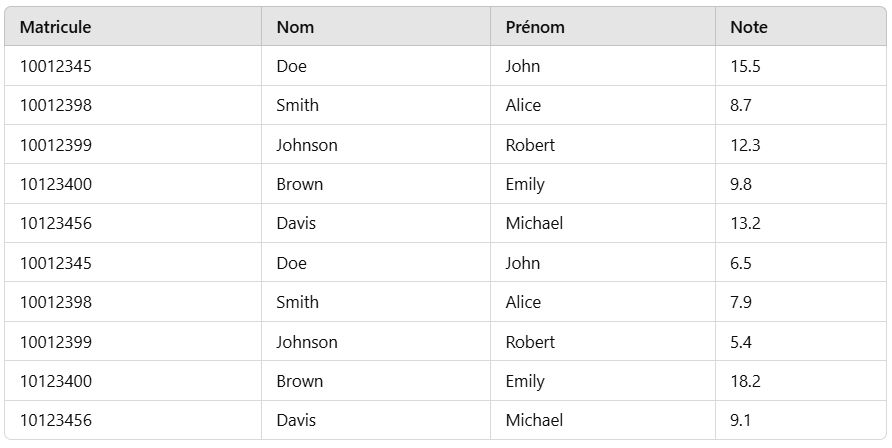 Matricule Nom Prénom Note
10012345 Doe John 15.5
10012398 Smith Alice 8.7
10012399 Johnson Robert 12.3
10123400 Brown Emily 9.8
10123456 Davis Michael 13.2
10012345 Doe John 6.5
10012398 Smith Alice 7.9
10012399 Johnson Robert 5.4
10123400 Brown Emily 18.2
10123456 Davis Michael 9.1